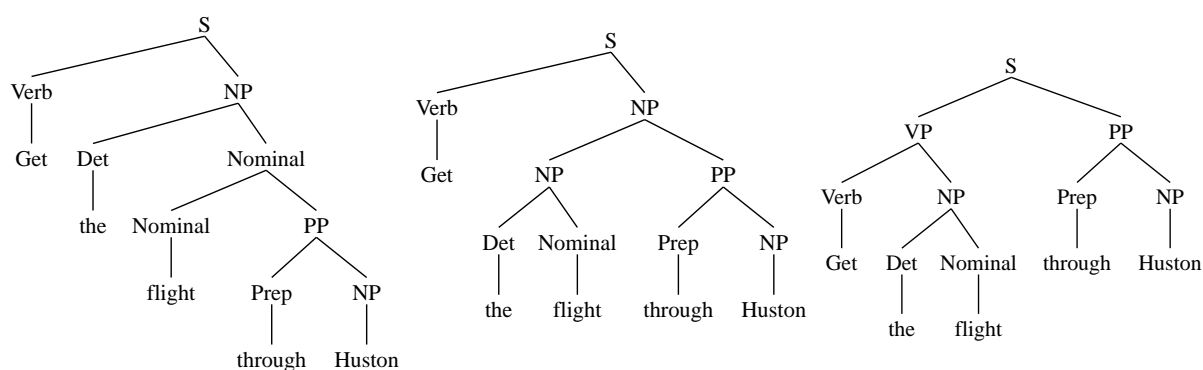 S
Verb NP
Get Det Nominal
the Nominal PP
flight Prep NP
through Huston
S
Verb NP
Get NP PP
Det Nominal Prep NP
the flight through Huston
S
VP PP
Verb NP Prep NP
Get Det Nominal through Huston
the flight